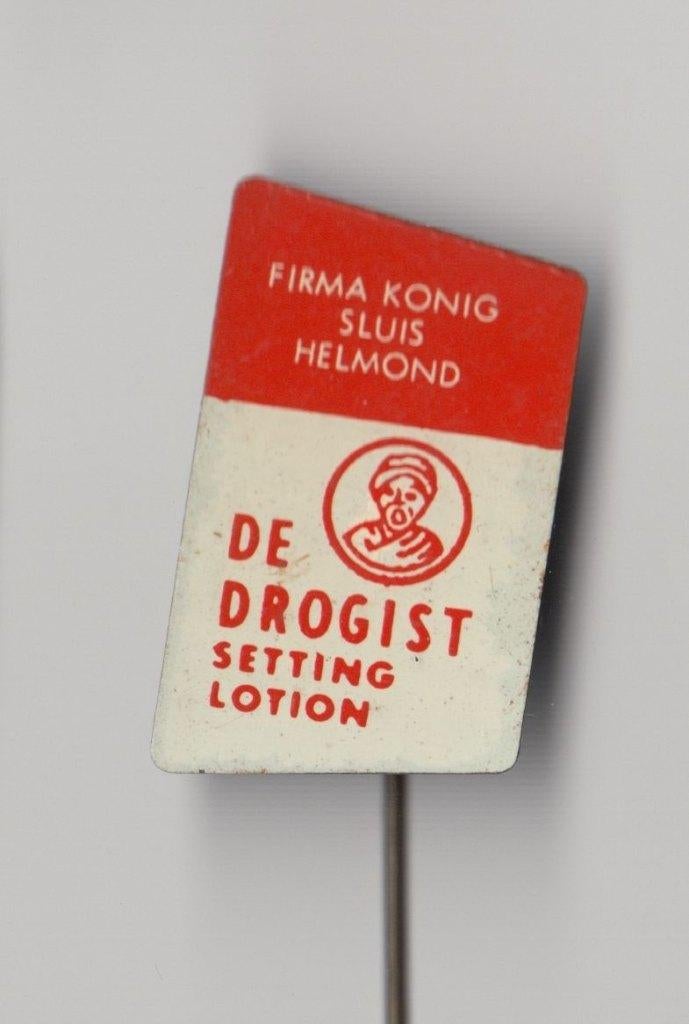 FIRMA KONIG
SLUIS
HELMOND
DE
DROGIST
SETTING
LOTION